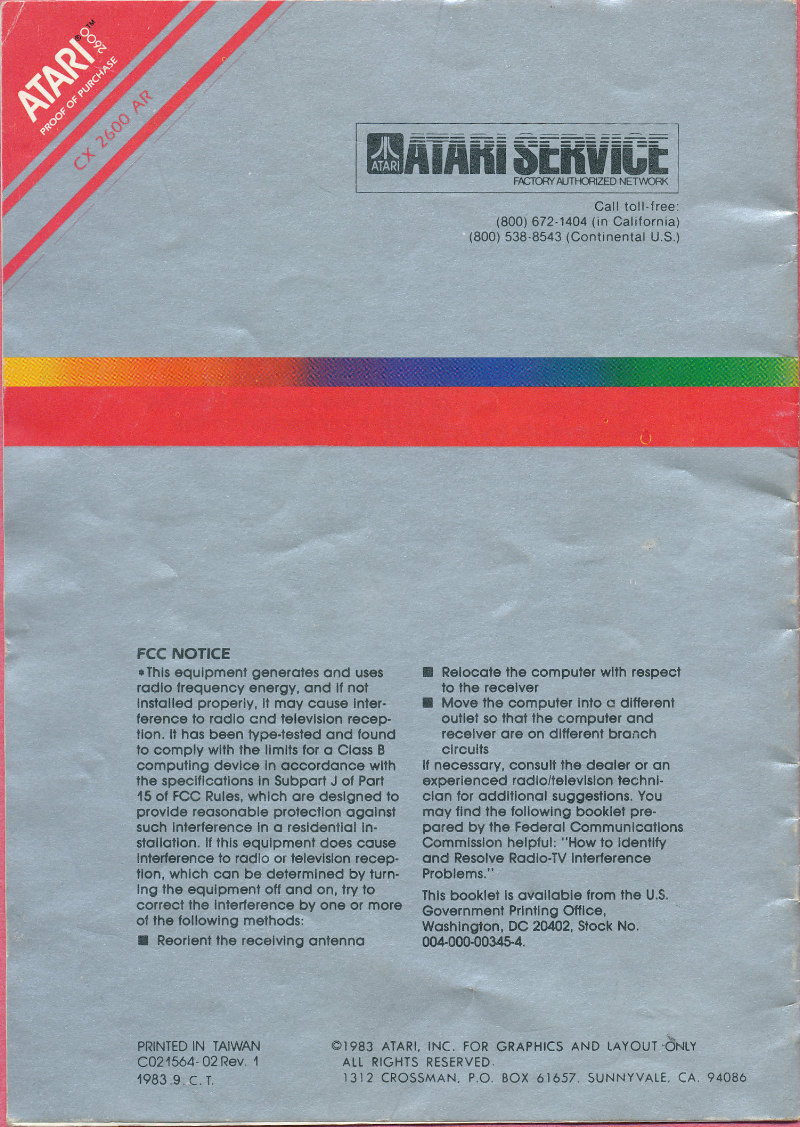 ATARI® 2600™
PROOF OF PURCHASE
CX 2600 AR
ATARI
ATARI SERVICE
FACTORY AUTHORIZED NETWORK
Call toll-free:
(800) 672-1404 (in California)
(800) 538-8543 (Continental U.S.)
FCC NOTICE
•This equipment generates and uses
radio frequency energy, and if not
installed properly, it may cause inter-
ference to radio and television recep-
tion. It has been type-tested and found
to comply with the limits for a Class B
computing device in accordance with
the specifications in Subpart J of Part
15 of FCC Rules, which are designed to
provide reasonable protection against
such interference in a residential in-
stallation. If this equipment does cause
interference to radio or television recep-
tion, which can be determined by turn-
ing the equipment off and on, try to
correct the interference by one or more
of the following methods:
■ Reorient the receiving antenna
■ Relocate the computer with respect
to the receiver
■ Move the computer into a different
outlet so that the computer and
receiver are on different branch
circuits
If necessary, consult the dealer or an
experienced radio/television techni-
cian for additional suggestions. You
may find the following booklet pre-
pared by the Federal Communications
Commission helpful: "How to Identify
and Resolve Radio-TV Interference
Problems."
This booklet is available from the U.S.
Government Printing Office,
Washington, DC 20402, Stock No.
004-000-00345-4.
PRINTED IN TAIWAN
C021564-02 Rev. 1
1983.9. C. T.
©1983 ATARI, INC. FOR GRAPHICS AND LAYOUT ONLY
ALL RIGHTS RESERVED.
1312 CROSSMAN, P.O. BOX 61657, SUNNYVALE, CA. 94086